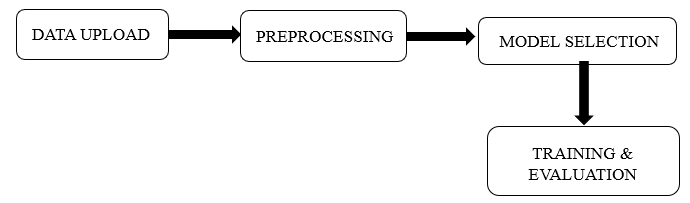 DATA UPLOAD
PREPROCESSING
MODEL SELECTION
TRAINING &
EVALUATION